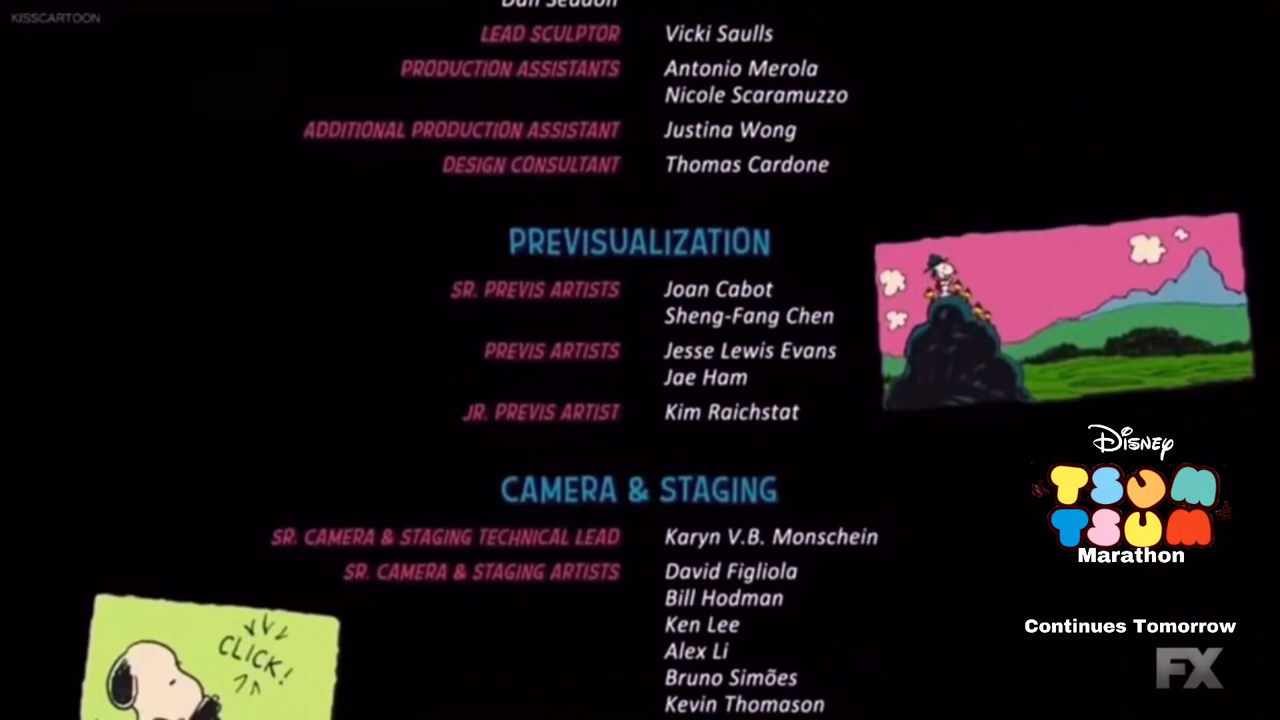 KISSCARTOON
Dan Seddon
LEAD SCULPTOR Vicki Saulls
PRODUCTION ASSISTANTS Antonio Merola
Nicole Scaramuzzo
ADDITIONAL PRODUCTION ASSISTANT Justina Wong
DESIGN CONSULTANT Thomas Cardone
PREVISUALIZATION
SR. PREVIS ARTISTS Joan Cabot
Sheng-Fang Chen
PREVIS ARTISTS Jesse Lewis Evans
Jae Ham
JR. PREVIS ARTIST Kim Raichstat
CAMERA & STAGING
SR. CAMERA & STAGING TECHNICAL LEAD Karyn V.B. Monschein
SR. CAMERA & STAGING ARTISTS David Figliola
Bill Hodman
Ken Lee
Alex Li
Bruno Simões
Kevin Thomason
CLICK!
Disney
TSUM
TSUM
Marathon
Continues Tomorrow
FX